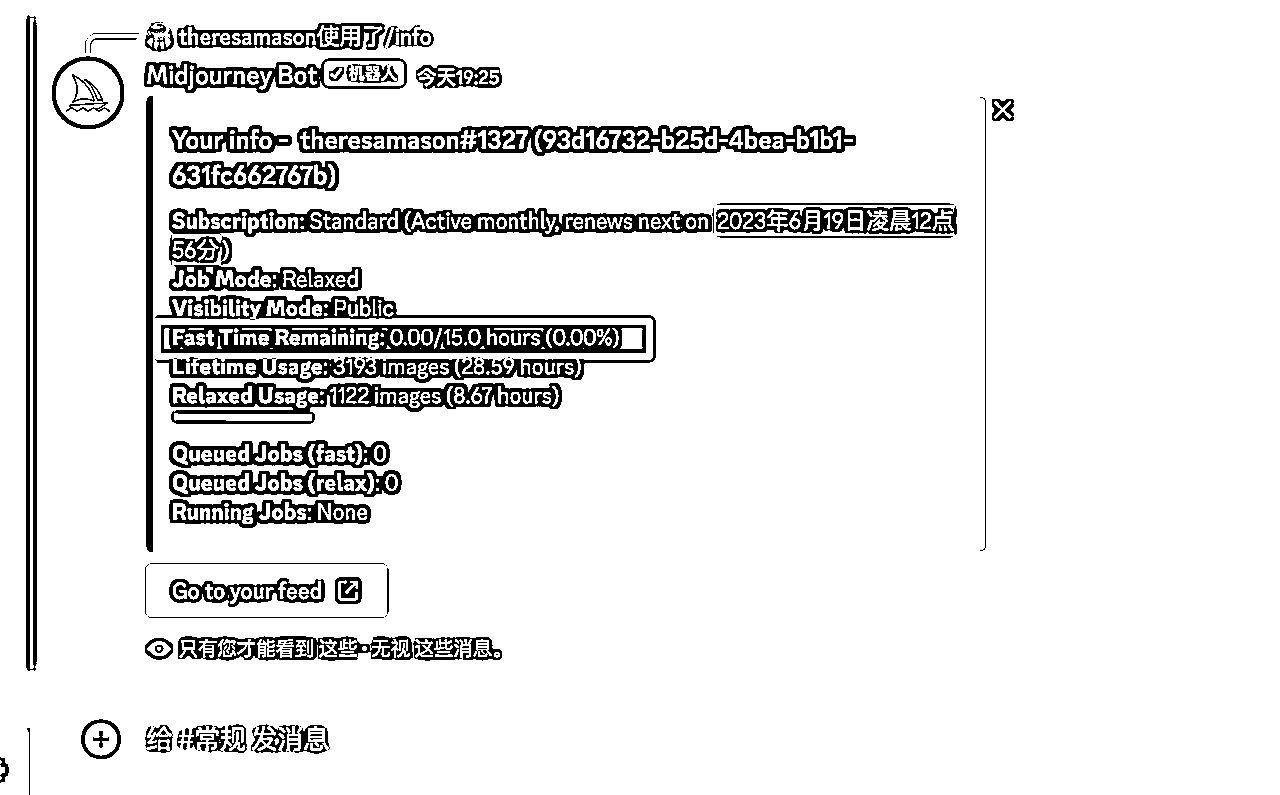 theresamason使用了/info
Midjourney Bot ✓机器人 今天19:25
Your info - theresamason#1327 (93d16732-b25d-4bea-b1b1-
631fc662767b)
Subscription: Standard (Active monthly, renews next on 2023年6月19日凌晨12点
56分)
Job Mode: Relaxed
Visibility Mode: Public
Fast Time Remaining: 0.00/15.0 hours (0.00%)
Lifetime Usage: 3193 images (28.59 hours)
Relaxed Usage: 1122 images (8.67 hours)
Queued Jobs (fast): 0
Queued Jobs (relax): 0
Running Jobs: None
Go to your feed
只有您才能看到 这些 • 无视 这些消息。
给 #常规 发消息